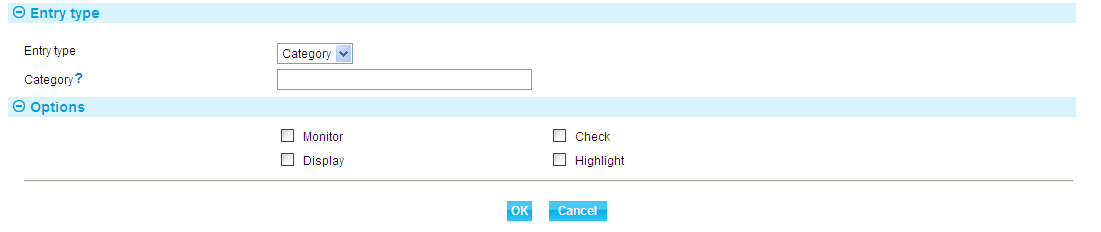 Entry type
Entry type Category
Category?
Options
Monitor Check
Display Highlight
OK Cancel